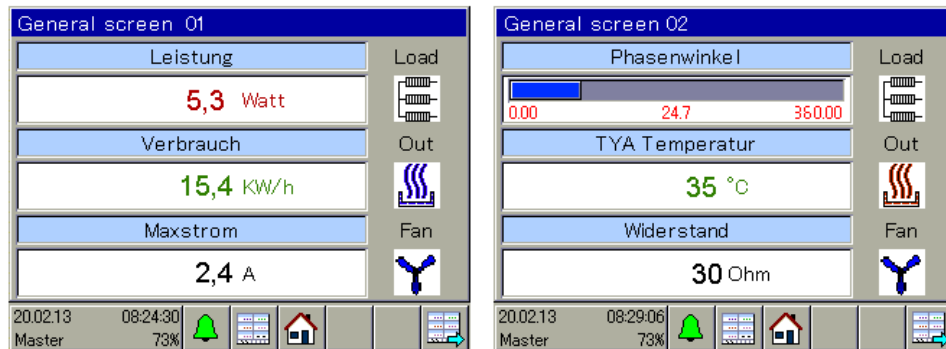 General screen 01
Leistung
Load
5,3 Watt
Verbrauch
Out
15,4 KW/h
Maxstrom
Fan
2,4 A
20.02.13 08:24:30
Master 73%
General screen 02
Phasenwinkel
Load
0.00 24.7 360.00
TYA Temperatur
Out
35 °C
Widerstand
Fan
30 Ohm
20.02.13 08:29:06
Master 73%